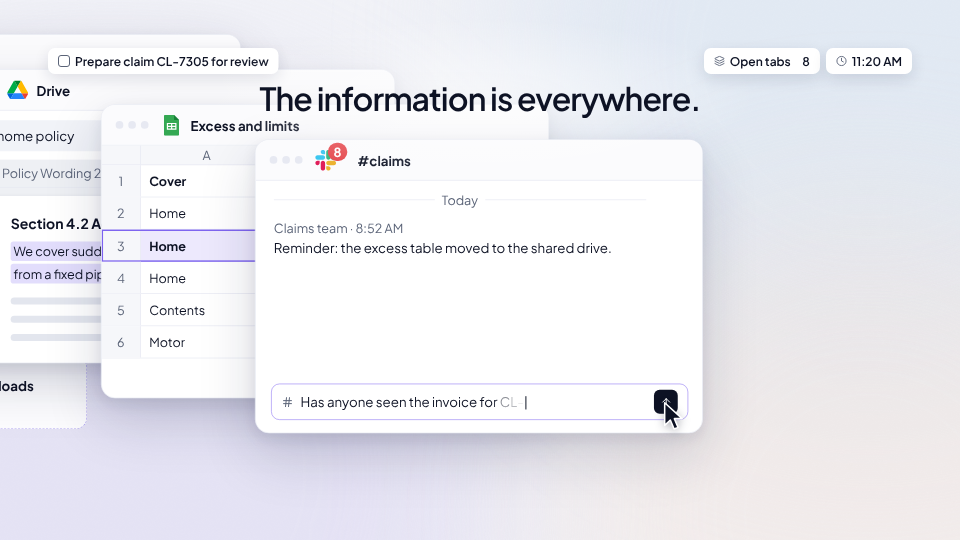 Prepare claim CL-7305 for review
Open tabs 8
11:20 AM
The information is everywhere.
Drive
home policy
Policy Wording 2
Section 4.2 A
We cover sudd
from a fixed pip
loads
Excess and limits
A
1 Cover
2 Home
3 Home
4 Home
5 Contents
6 Motor
8
#claims
Today
Claims team · 8:52 AM
Reminder: the excess table moved to the shared drive.
# Has anyone seen the invoice for CL-